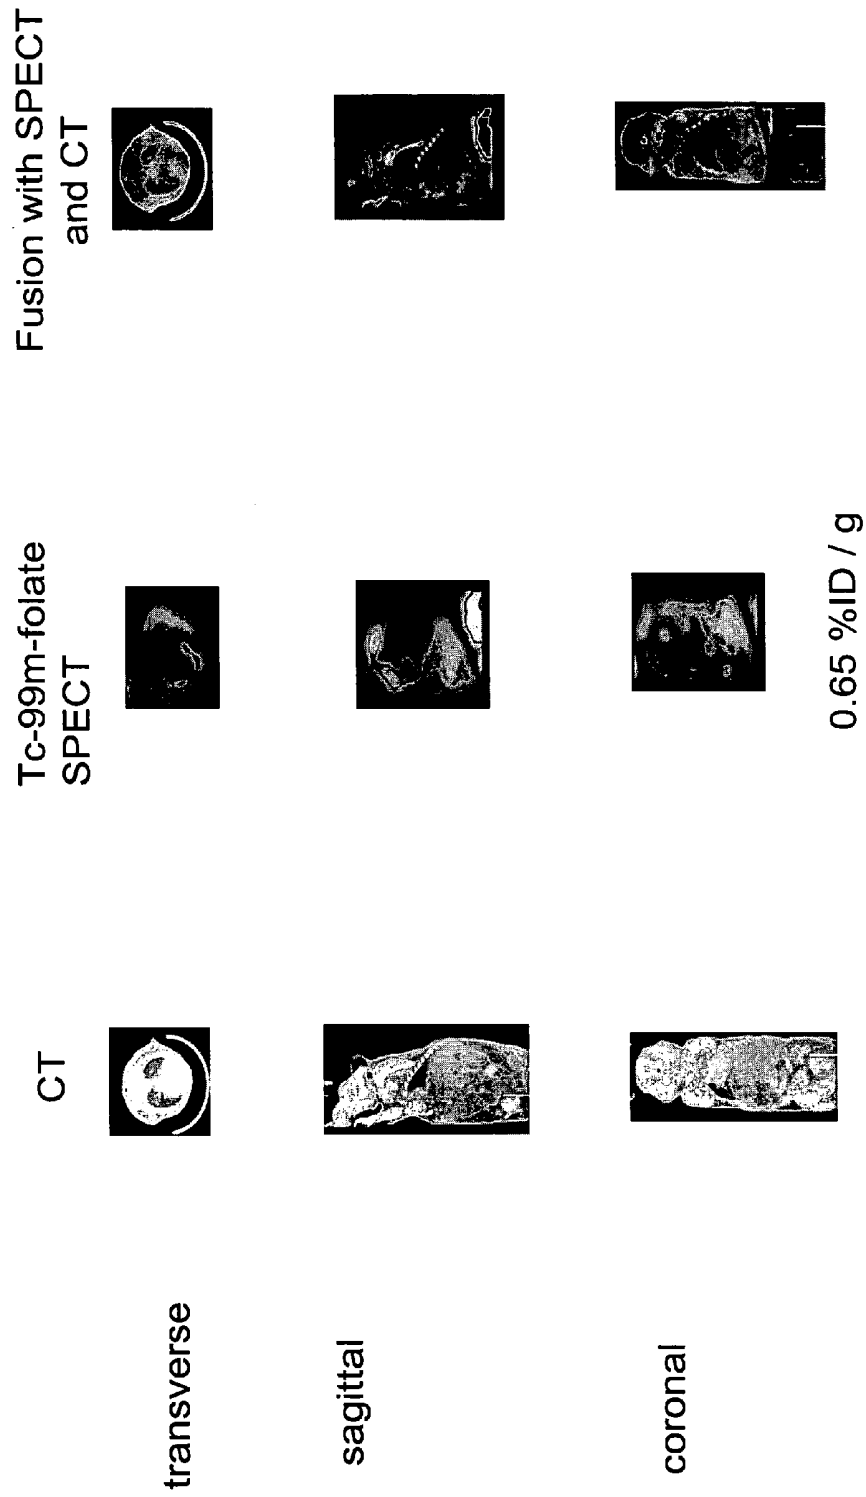 CT
Tc-99m-folate
SPECT
Fusion with SPECT
and CT
transverse
sagittal
coronal
0.65 %ID / g